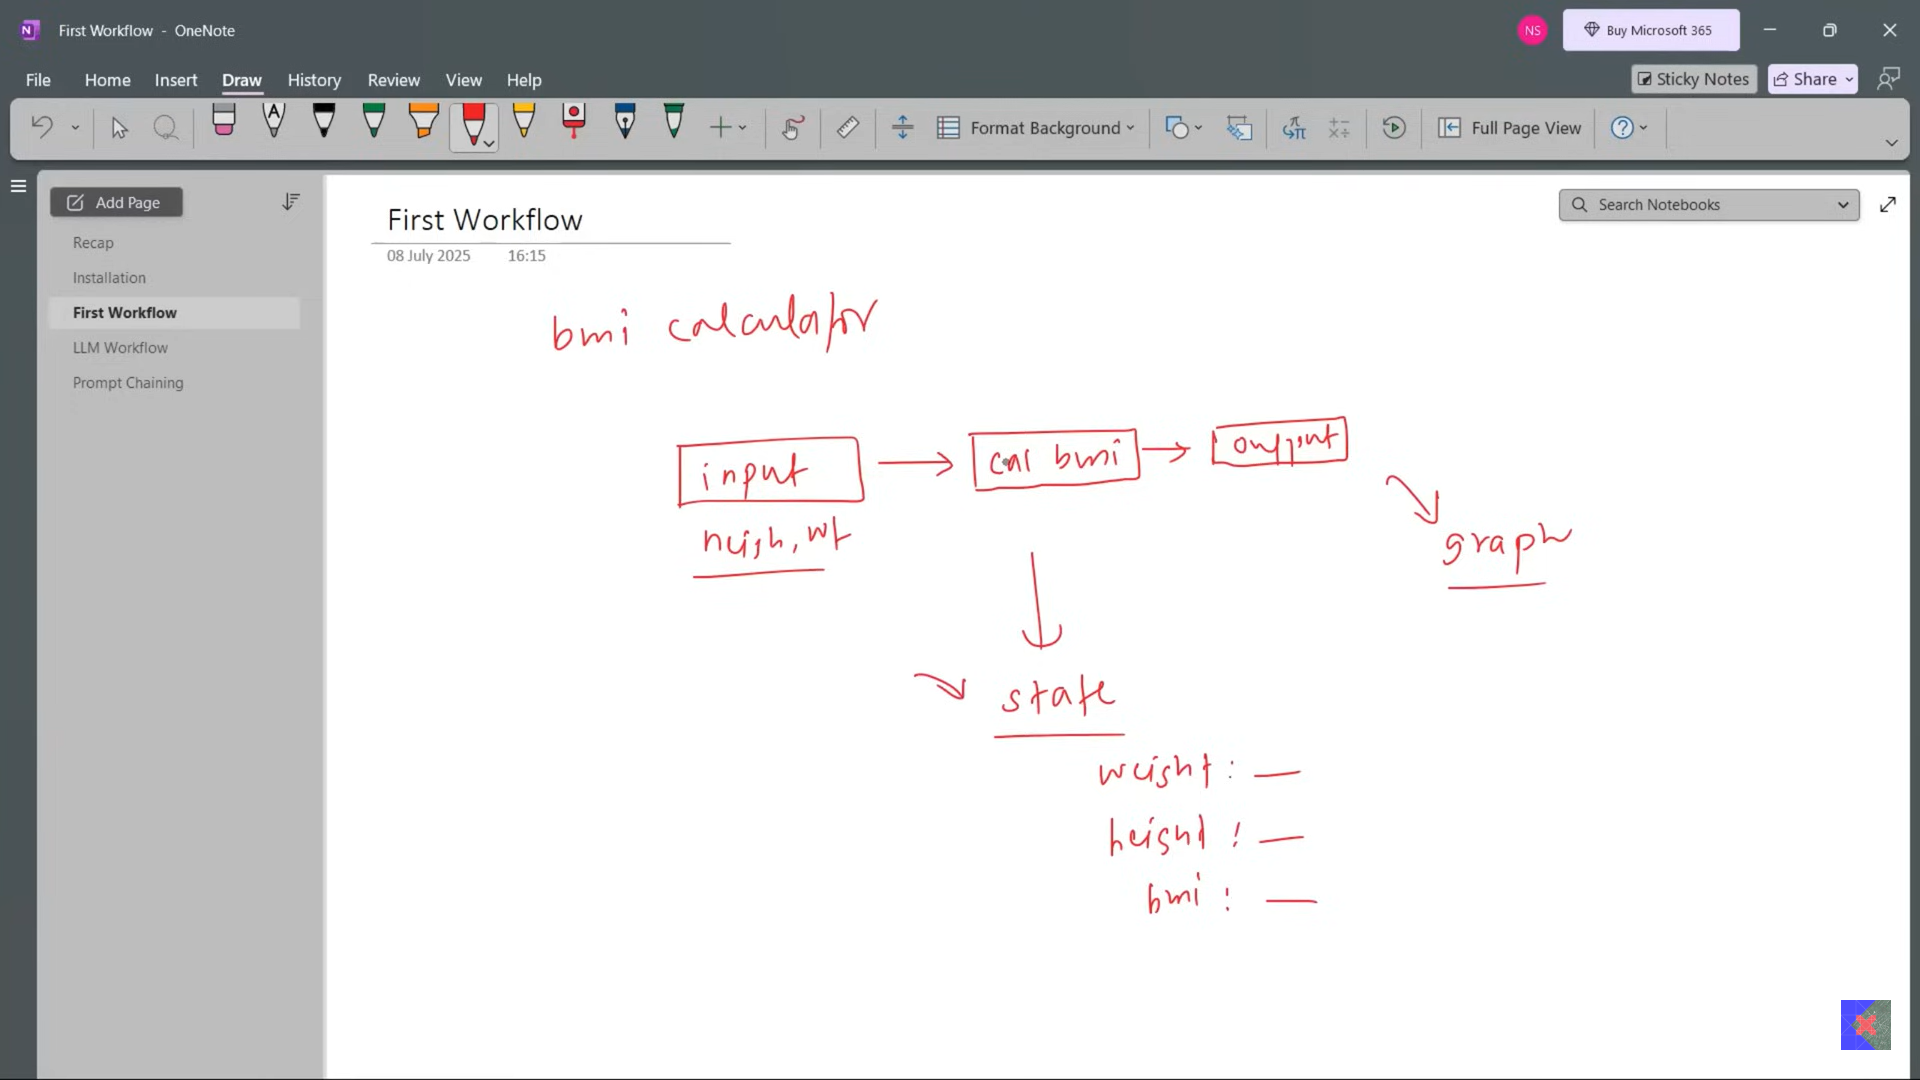 First Workflow - OneNote
NS
Buy Microsoft 365
File Home Insert Draw History Review View Help
Sticky Notes
Share
A
Format Background
Full Page View
Add Page
Recap
Installation
First Workflow
LLM Workflow
Prompt Chaining
Search Notebooks
First Workflow
08 July 2025 16:15
bmi calculator
input
cal bmi
output
heigh, wt
graph
state
weight : —
height : —
bmi : —